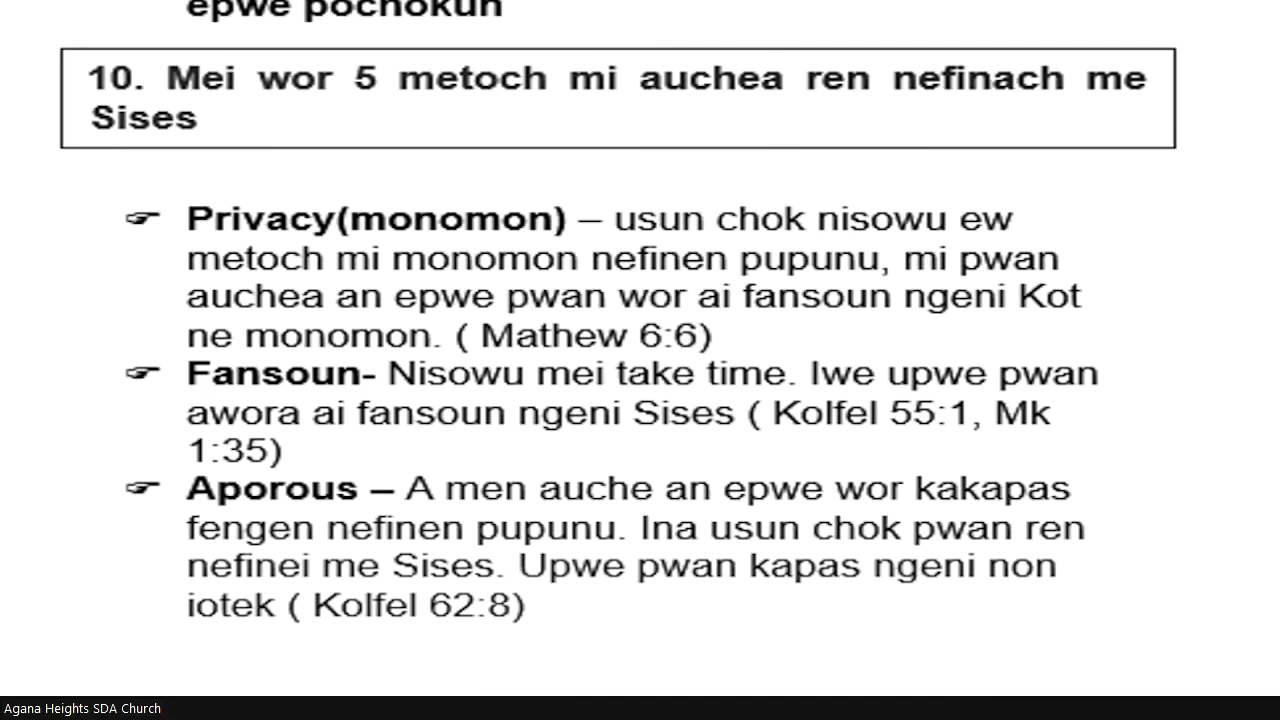 epwe pochokun
10. Mei wor 5 metoch mi auchea ren nefinach me
Sises
☞ Privacy(monomon) – usun chok nisowu ew
metoch mi monomon nefinen pupunu, mi pwan
auchea an epwe pwan wor ai fansoun ngeni Kot
ne monomon. ( Mathew 6:6)
☞ Fansoun- Nisowu mei take time. Iwe upwe pwan
awora ai fansoun ngeni Sises ( Kolfel 55:1, Mk
1:35)
☞ Aporous – A men auche an epwe wor kakapas
fengen nefinen pupunu. Ina usun chok pwan ren
nefinei me Sises. Upwe pwan kapas ngeni non
iotek ( Kolfel 62:8)
Agana Heights SDA Church